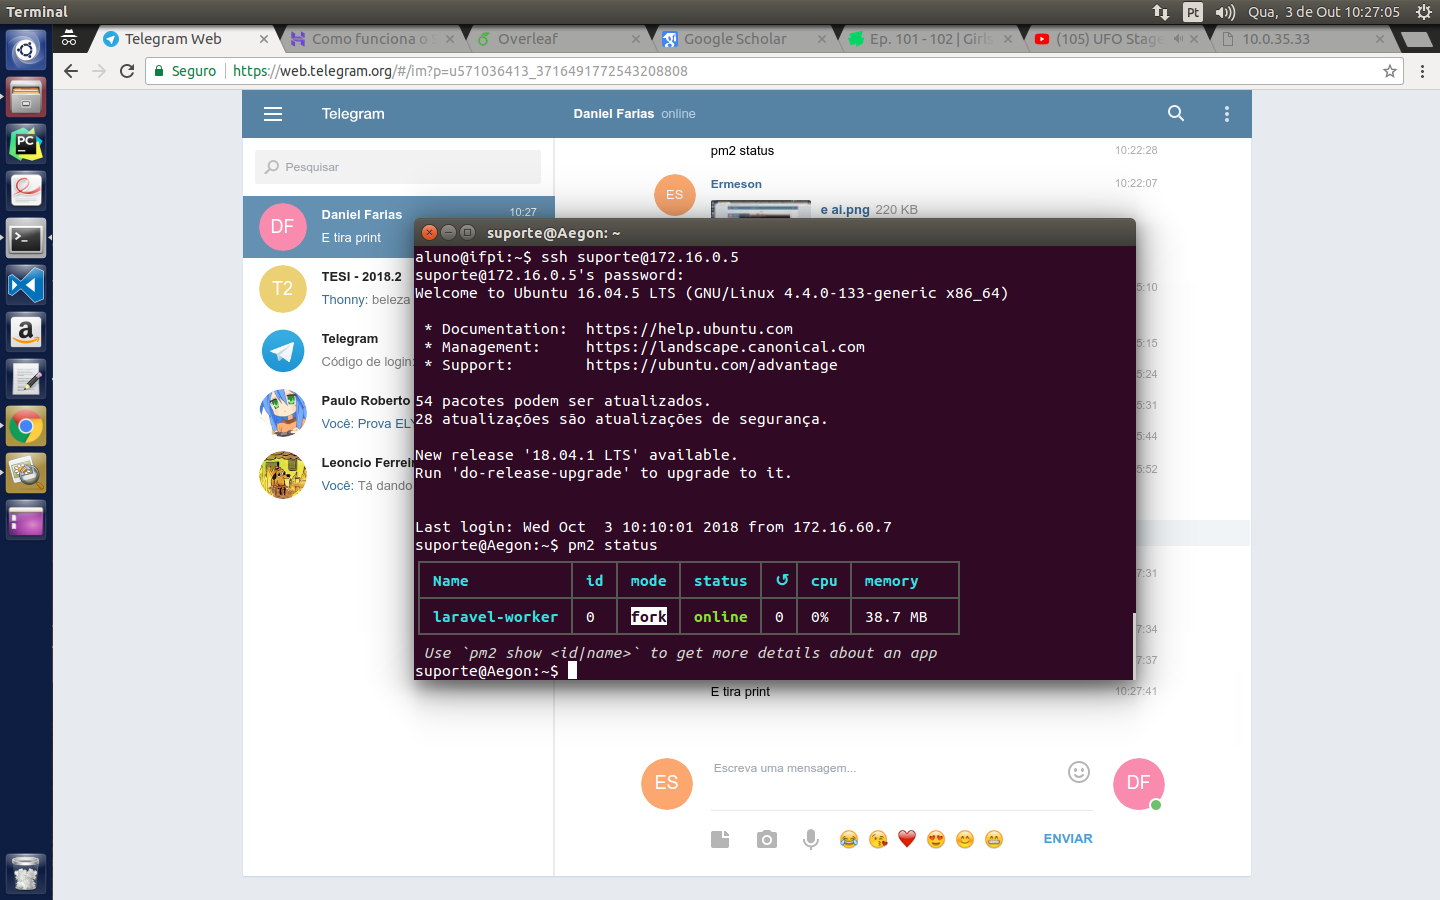 Terminal
Pt
Qua, 3 de Out 10:27:05
Telegram Web
Como funciona o S
Overleaf
Google Scholar
Ep. 101 - 102 | Girls
(105) UFO Stage
10.0.35.33
Seguro
https://web.telegram.org/#/im?p=u571036413_3716491772543208808
Telegram
Daniel Farias online
Pesquisar
DF
Daniel Farias
10:27
E tira print
T2
TESI - 2018.2
Thonny: beleza
Telegram
Código de login:
Paulo Roberto
Você: Prova ELY
Leoncio Ferreir
Você: Tá dando
pm2 status
10:22:28
ES
Ermeson
10:22:07
e ai.png 220 KB
suporte@Aegon: ~
aluno@ifpi:~$ ssh suporte@172.16.0.5
suporte@172.16.0.5's password:
Welcome to Ubuntu 16.04.5 LTS (GNU/Linux 4.4.0-133-generic x86_64)
* Documentation: https://help.ubuntu.com
* Management: https://landscape.canonical.com
* Support: https://ubuntu.com/advantage
54 pacotes podem ser atualizados.
28 atualizações são atualizações de segurança.
New release '18.04.1 LTS' available.
Run 'do-release-upgrade' to upgrade to it.
Last login: Wed Oct  3 10:10:01 2018 from 172.16.60.7
suporte@Aegon:~$ pm2 status
Name id mode status ↺ cpu memory
laravel-worker 0 fork online 0 0% 38.7 MB
Use `pm2 show <id|name>` to get more details about an app
suporte@Aegon:~$
5:10
5:15
5:24
5:31
5:44
5:52
7:31
7:34
7:37
E tira print
10:27:41
ES
Escreva uma mensagem...
DF
ENVIAR